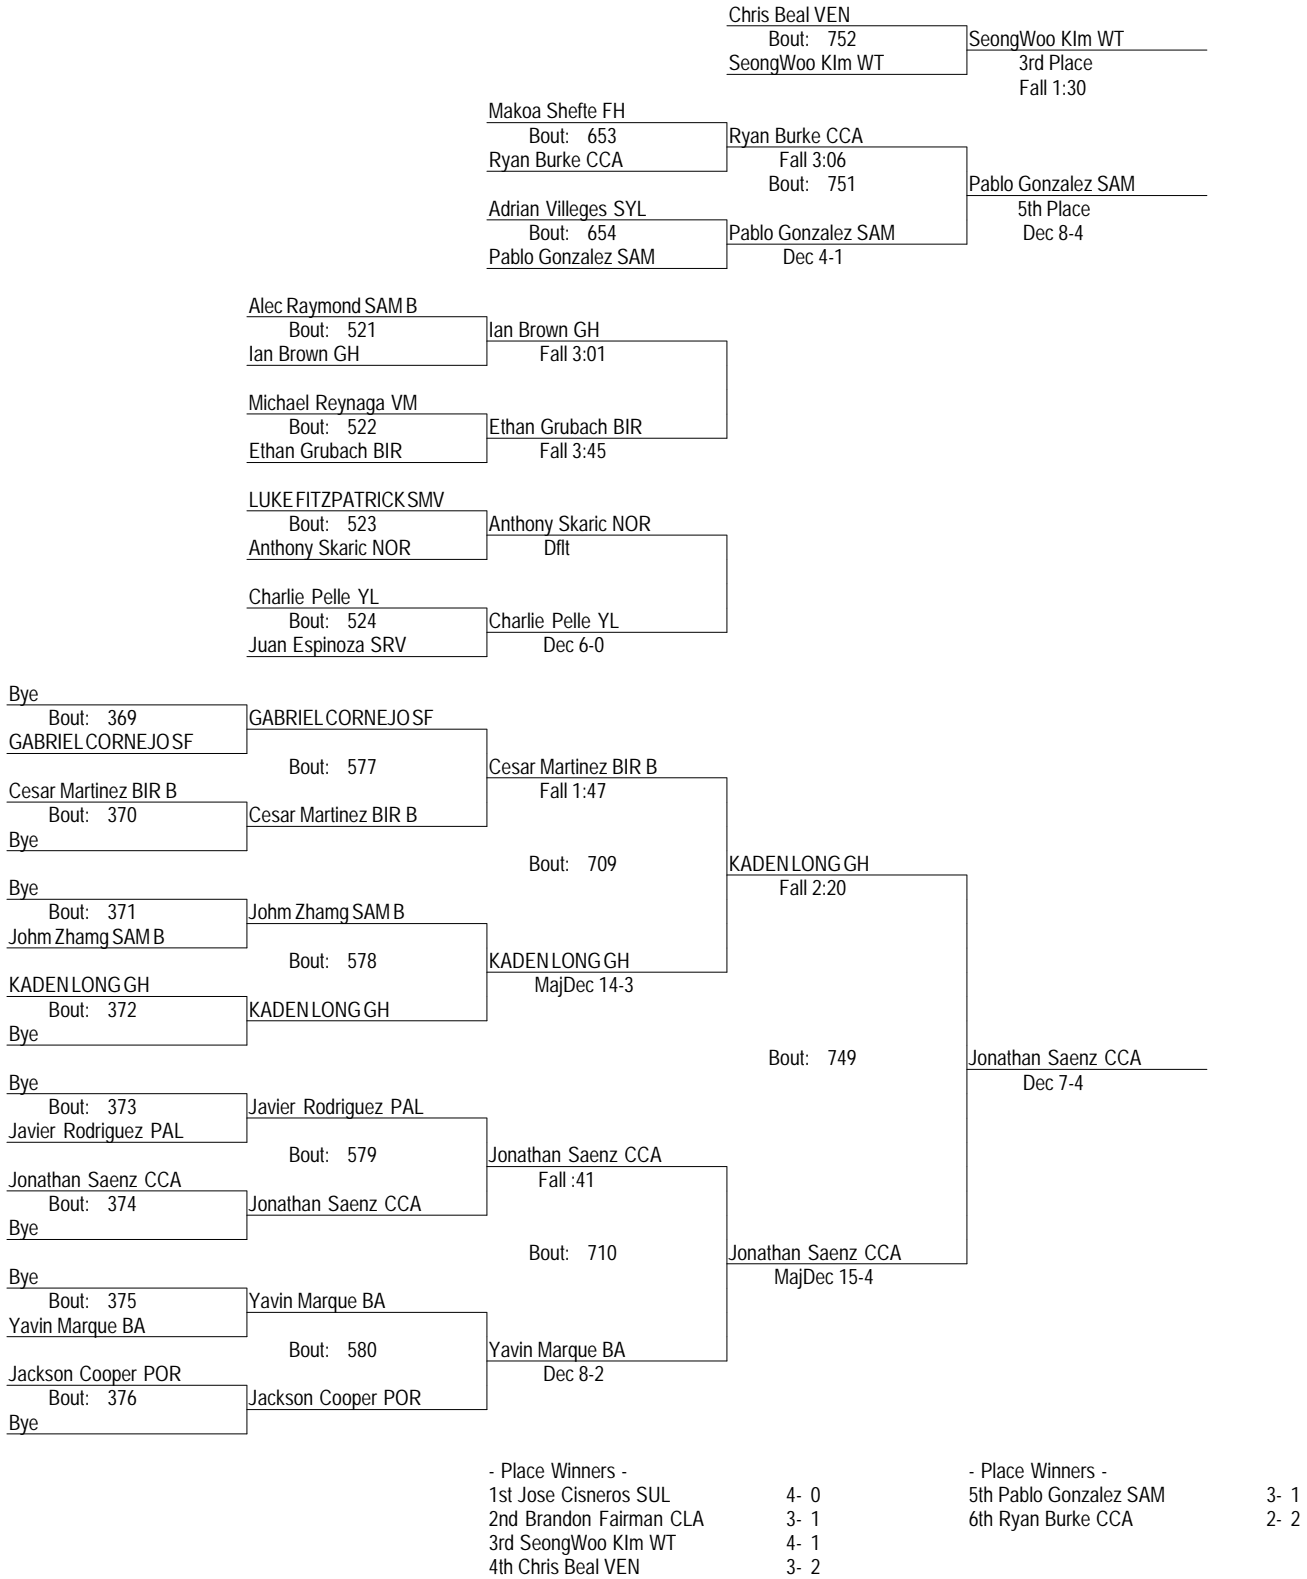 Chris Beal VEN
Bout: 752
SeongWoo KIm WT
SeongWoo KIm WT
3rd Place
Fall 1:30
Makoa Shefte FH
Bout: 653
Ryan Burke CCA
Ryan Burke CCA
Fall 3:06
Bout: 751
Pablo Gonzalez SAM
5th Place
Dec 8-4
Adrian Villeges SYL
Bout: 654
Pablo Gonzalez SAM
Pablo Gonzalez SAM
Dec 4-1
Alec Raymond SAM B
Bout: 521
Ian Brown GH
Ian Brown GH
Fall 3:01
Michael Reynaga VM
Bout: 522
Ethan Grubach BIR
Ethan Grubach BIR
Fall 3:45
LUKE FITZPATRICK SMV
Bout: 523
Anthony Skaric NOR
Anthony Skaric NOR
Dflt
Charlie Pelle YL
Bout: 524
Juan Espinoza SRV
Charlie Pelle YL
Dec 6-0
Bye
Bout: 369
GABRIEL CORNEJO SF
GABRIEL CORNEJO SF
Bout: 577
Cesar Martinez BIR B
Fall 1:47
Cesar Martinez BIR B
Bout: 370
Bye
Cesar Martinez BIR B
Bout: 709
KADEN LONG GH
Fall 2:20
Bye
Bout: 371
Johm Zhamg SAM B
Johm Zhamg SAM B
Bout: 578
KADEN LONG GH
MajDec 14-3
KADEN LONG GH
Bout: 372
Bye
KADEN LONG GH
Bout: 749
Jonathan Saenz CCA
Dec 7-4
Bye
Bout: 373
Javier Rodriguez PAL
Javier Rodriguez PAL
Bout: 579
Jonathan Saenz CCA
Fall :41
Jonathan Saenz CCA
Bout: 374
Bye
Jonathan Saenz CCA
Bout: 710
Jonathan Saenz CCA
MajDec 15-4
Bye
Bout: 375
Yavin Marque BA
Yavin Marque BA
Bout: 580
Yavin Marque BA
Dec 8-2
Jackson Cooper POR
Bout: 376
Bye
Jackson Cooper POR
- Place Winners -
1st Jose Cisneros SUL 4- 0
2nd Brandon Fairman CLA 3- 1
3rd SeongWoo KIm WT 4- 1
4th Chris Beal VEN 3- 2
- Place Winners -
5th Pablo Gonzalez SAM 3- 1
6th Ryan Burke CCA 2- 2